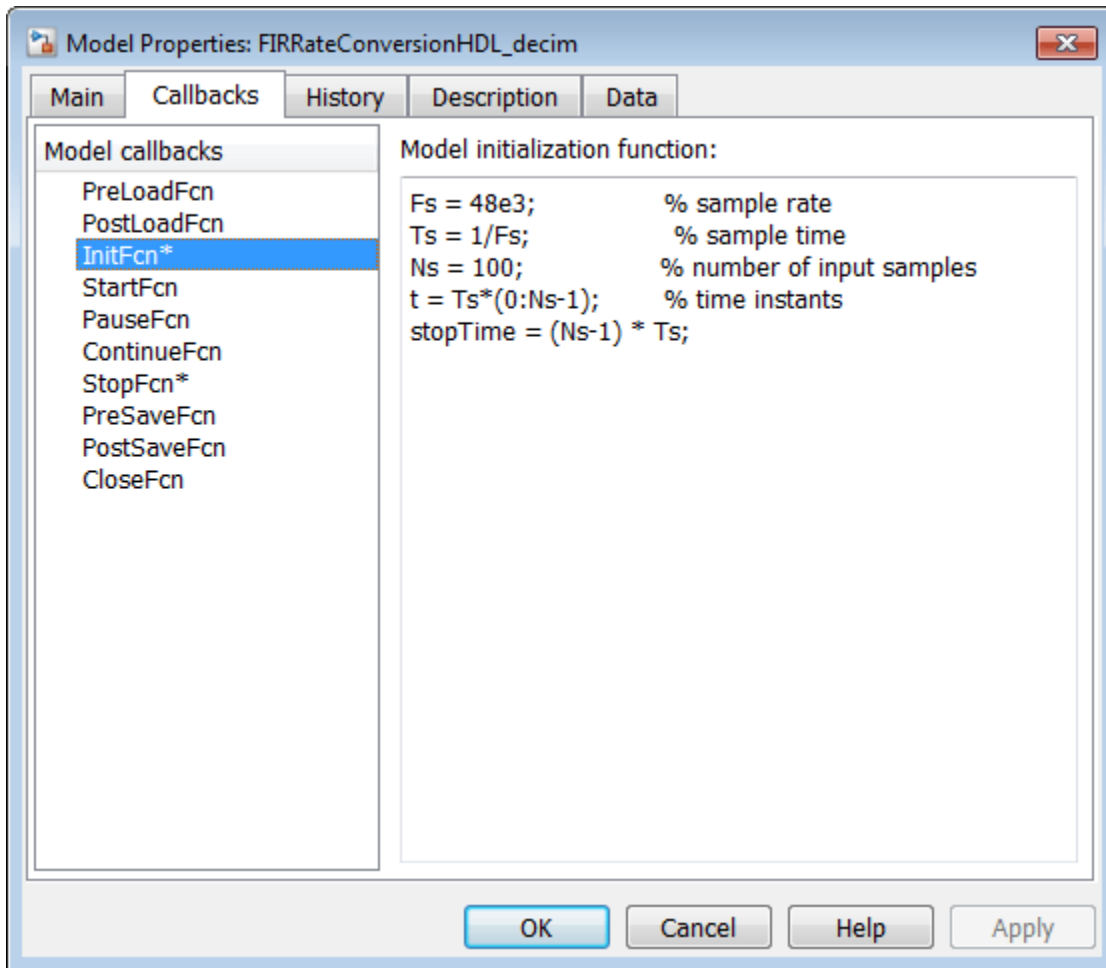 Model Properties: FIRRateConversionHDL_decim
Main Callbacks History Description Data
Model callbacks
PreLoadFcn
PostLoadFcn
InitFcn*
StartFcn
PauseFcn
ContinueFcn
StopFcn*
PreSaveFcn
PostSaveFcn
CloseFcn
Model initialization function:
Fs = 48e3; % sample rate
Ts = 1/Fs; % sample time
Ns = 100; % number of input samples
t = Ts*(0:Ns-1); % time instants
stopTime = (Ns-1) * Ts;
OK Cancel Help Apply